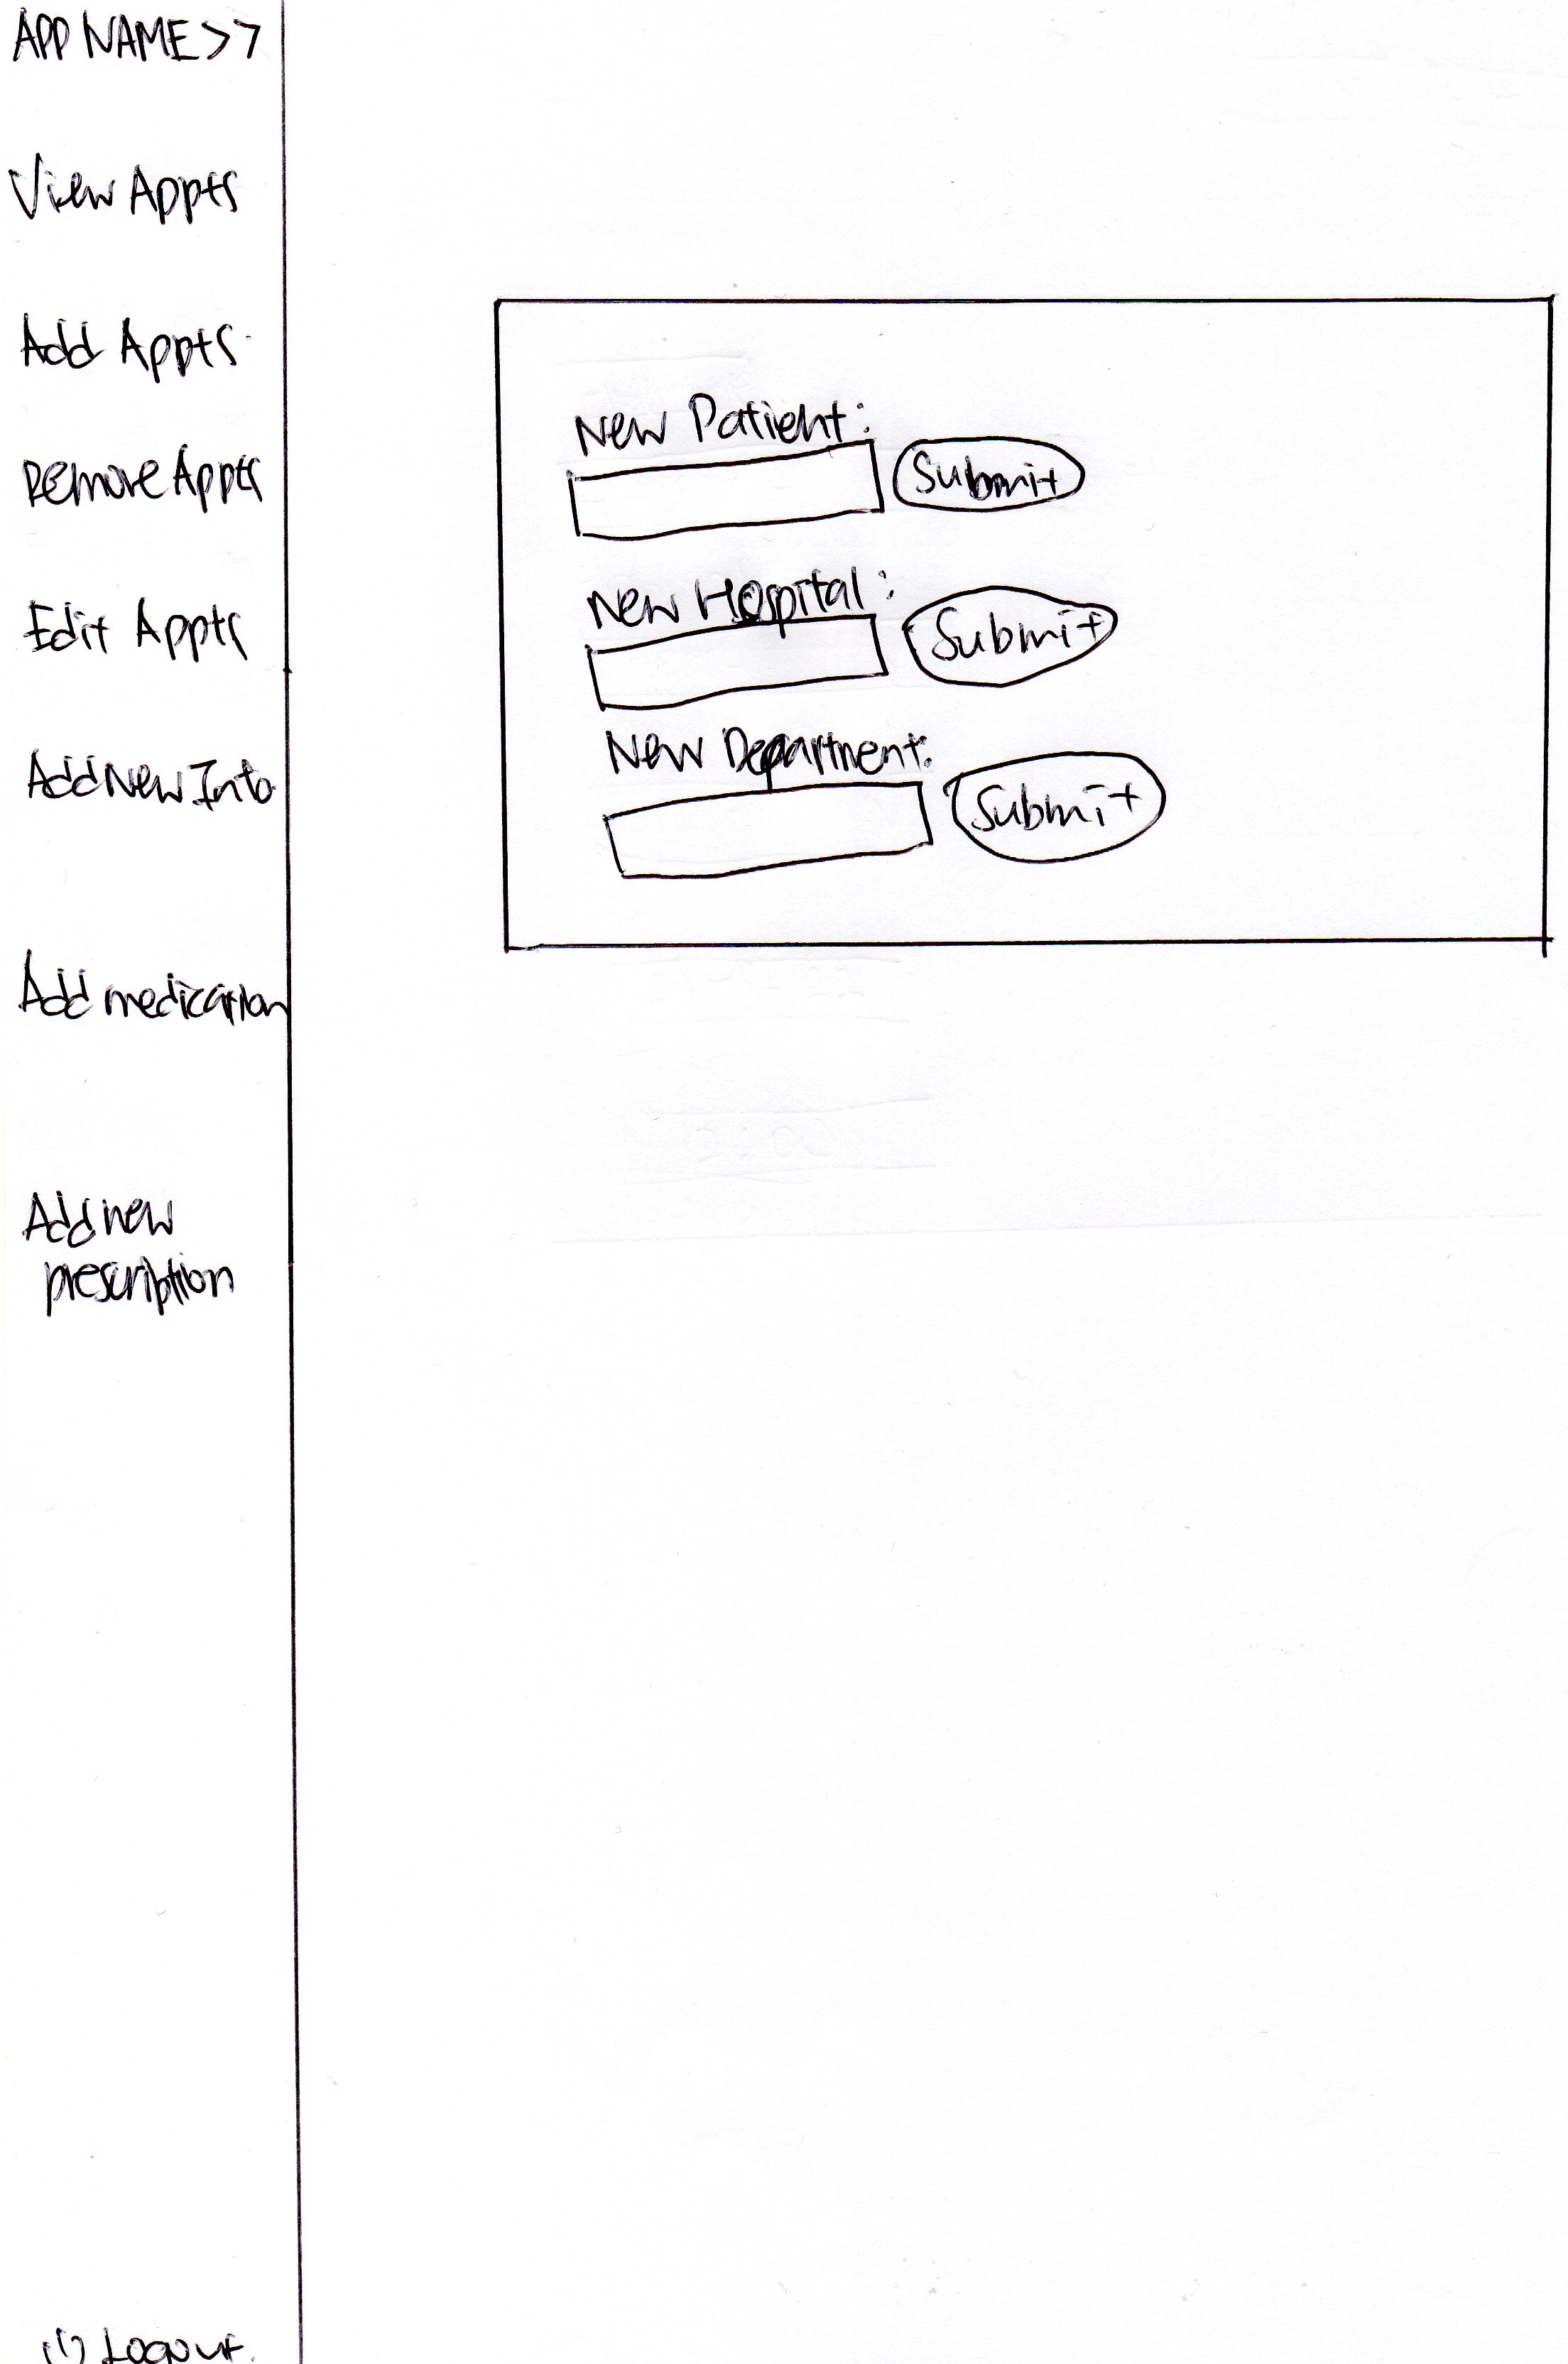 APP NAME >>
View Appts
Add Appts
Remove Appts
Edit Appts
Add New Info
Add medication
Add new
prescription
Logout
New Patient:
Submit
New Hospital:
Submit
New Department:
Submit